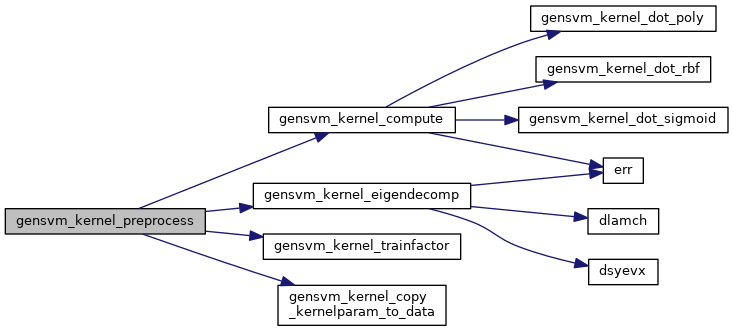 gensvm_kernel_dot_poly
gensvm_kernel_dot_rbf
gensvm_kernel_compute
gensvm_kernel_dot_sigmoid
err
gensvm_kernel_eigendecomp
gensvm_kernel_preprocess
dlamch
gensvm_kernel_trainfactor
dsyevx
gensvm_kernel_copy
_kernelparam_to_data